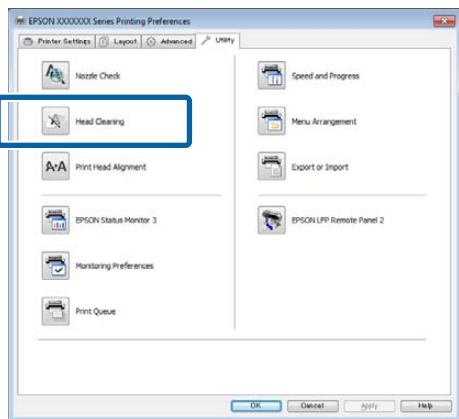 EPSON XXXXXXX Series Printing Preferences
Printer Settings
Layout
Advanced
Utility
Nozzle Check
Speed and Progress
Head Cleaning
Menu Arrangement
A A Print Head Alignment
Export or Import
EPSON Status Monitor 3
EPSON LFP Remote Panel 2
Monitoring Preferences
Print Queue
OK
Cancel
Apply
Help